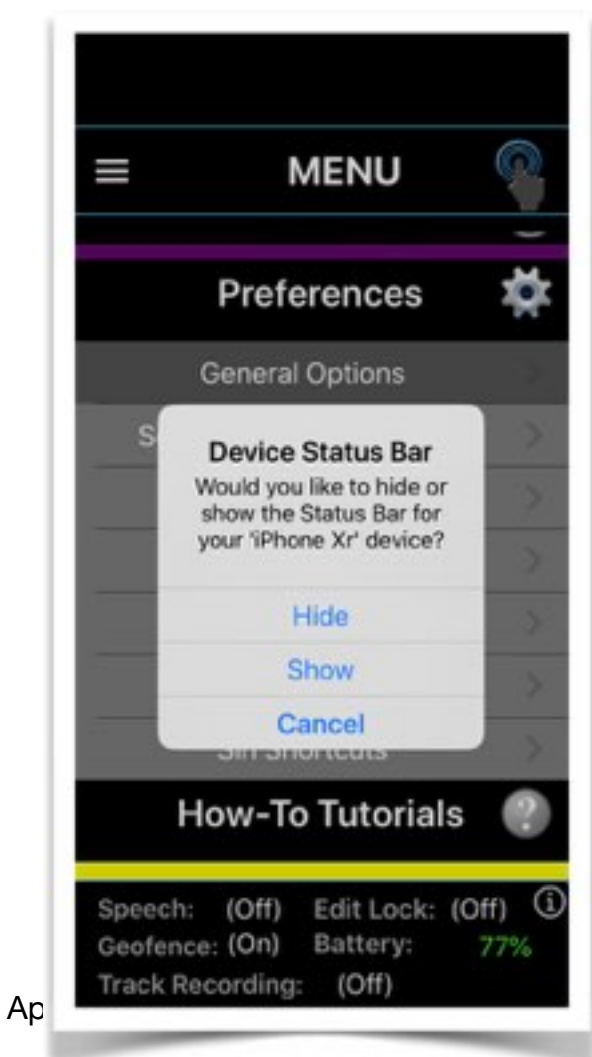 MENU
Preferences
General Options
S
Device Status Bar
Would you like to hide or
show the Status Bar for
your 'iPhone Xr' device?
Hide
Show
Cancel
Siri Shortcuts
How-To Tutorials
Speech: (Off) Edit Lock: (Off)
Geofence: (On) Battery: 77%
Track Recording: (Off)
Ap